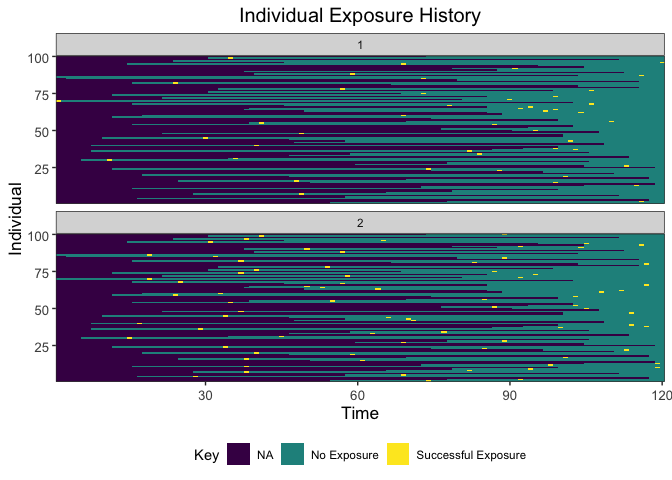 Individual Exposure History
1
100
75
50
25
2
100
75
50
25
Individual
30 60 90 120
Time
Key NA No Exposure Successful Exposure